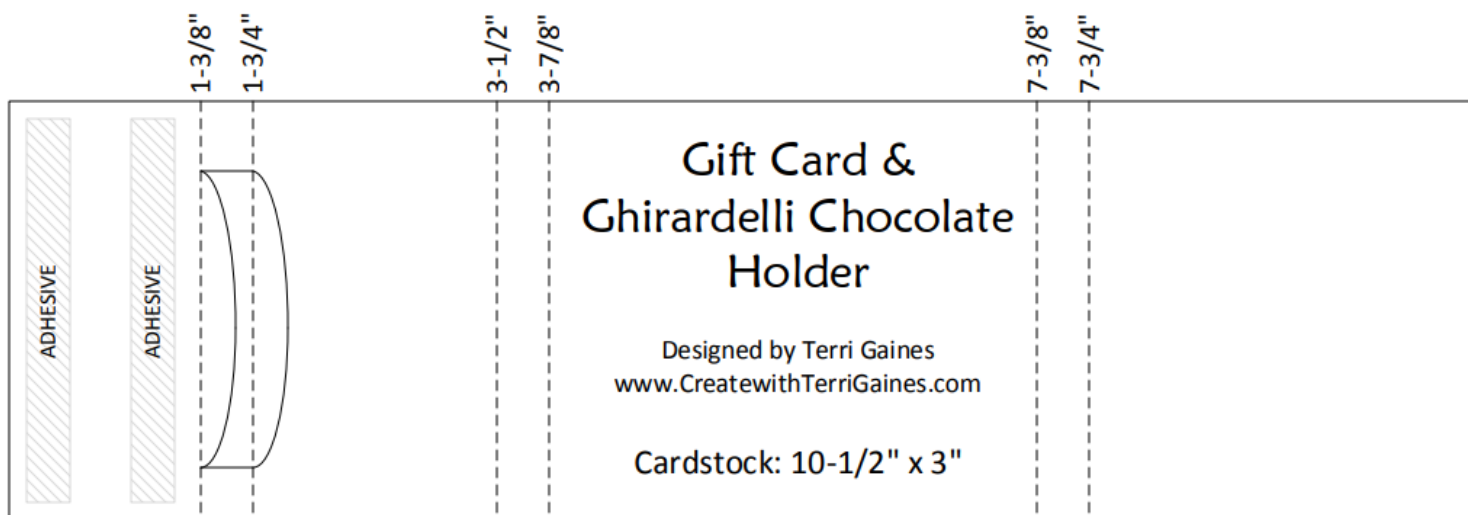 1-3/8"
1-3/4"
3-1/2"
3-7/8"
7-3/8"
7-3/4"
ADHESIVE
ADHESIVE
Gift Card &
Ghirardelli Chocolate
Holder
Designed by Terri Gaines
www.CreatewithTerriGaines.com
Cardstock: 10-1/2" x 3"